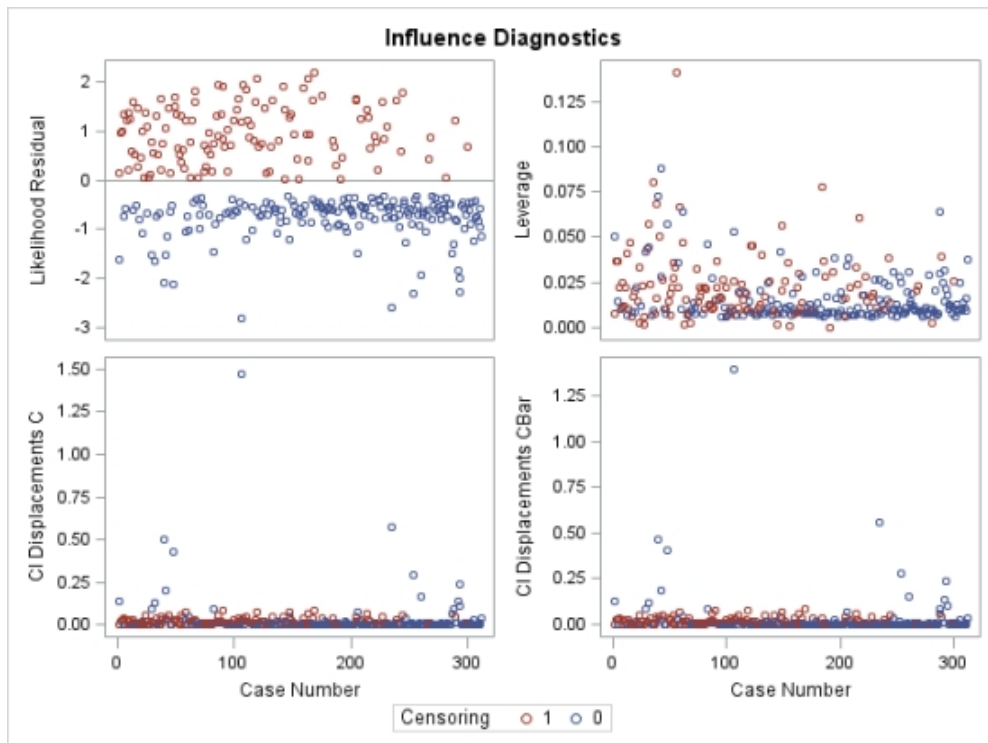 Influence Diagnostics
Likelihood Residual
2
1
0
-1
-2
-3
Leverage
0.125
0.100
0.075
0.050
0.025
0.000
CI Displacements C
1.50
1.25
1.00
0.75
0.50
0.25
0.00
0 100 200 300
Case Number
CI Displacements CBar
1.25
1.00
0.75
0.50
0.25
0.00
0 100 200 300
Case Number
Censoring 1 0